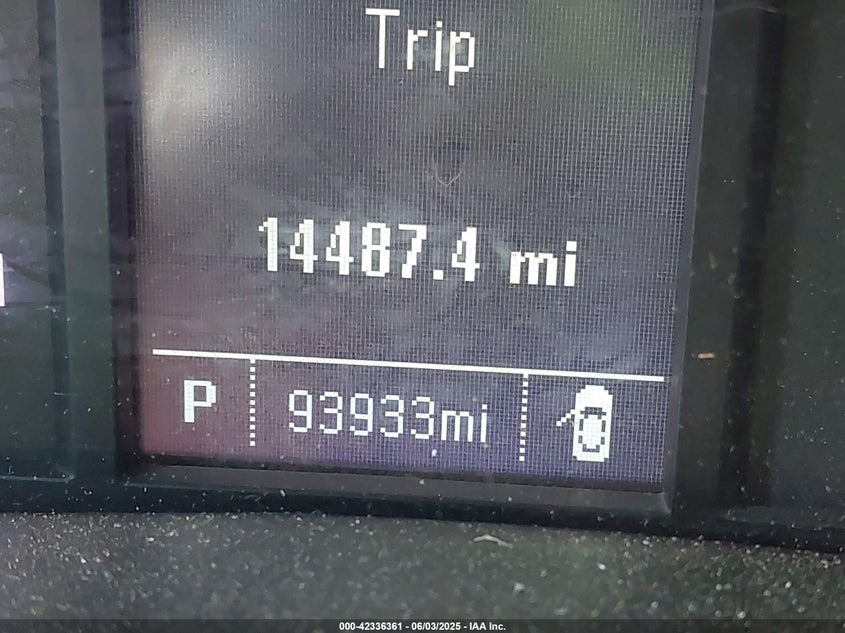 Trip
14487.4 mi
P 93933mi
000-42336361 - 06/03/2025 - IAA Inc.